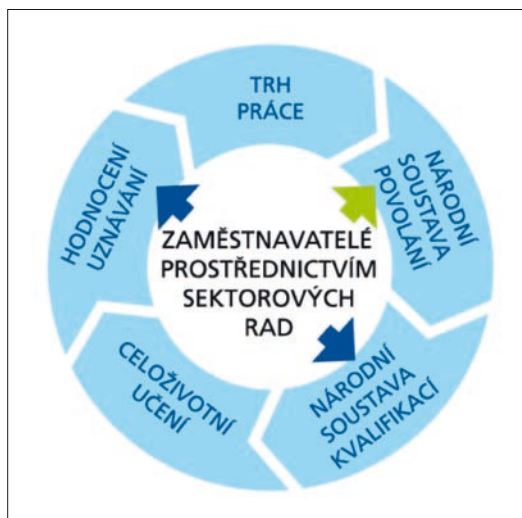 TRH
PRÁCE
NÁRODNÍ
SOUSTAVA
POVOLÁNÍ
NÁRODNÍ
SOUSTAVA
KVALIFIKACÍ
CELOŽIVOTNÍ
UČENÍ
HODNOCENÍ
UZNÁVÁNÍ
ZAMĚSTNAVATELÉ
PROSTŘEDNICTVÍM
SEKTOROVÝCH
RAD